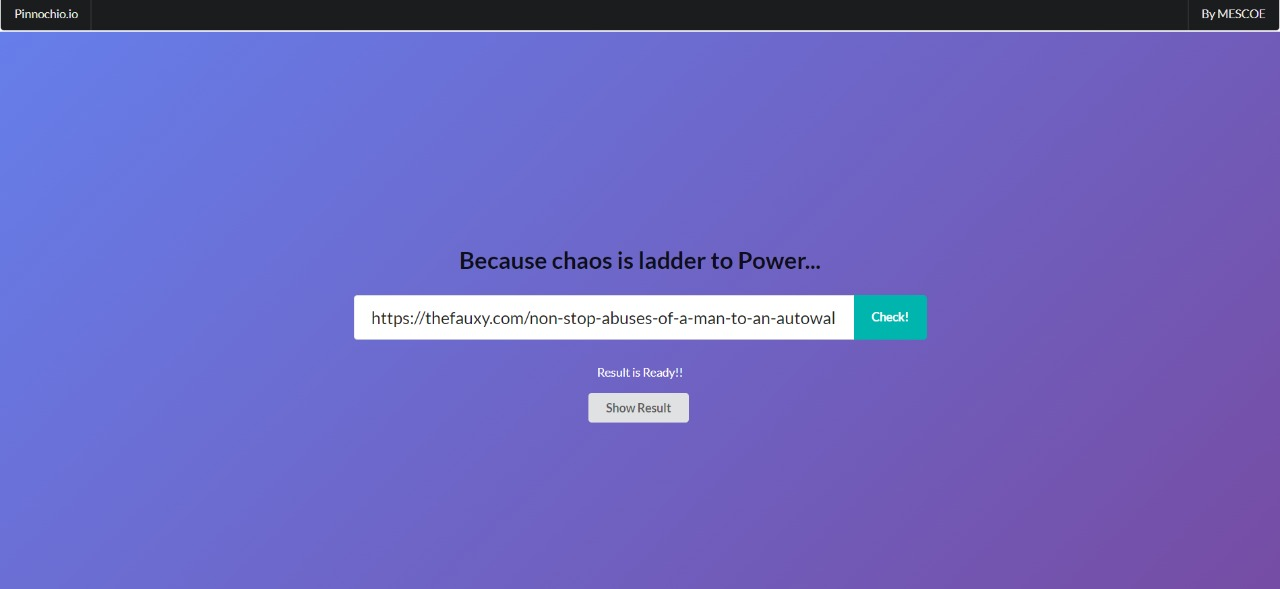 Pinnochio.io
By MESCOE
Because chaos is ladder to Power...
https://thefauxy.com/non-stop-abuses-of-a-man-to-an-autowal
Check!
Result is Ready!!
Show Result